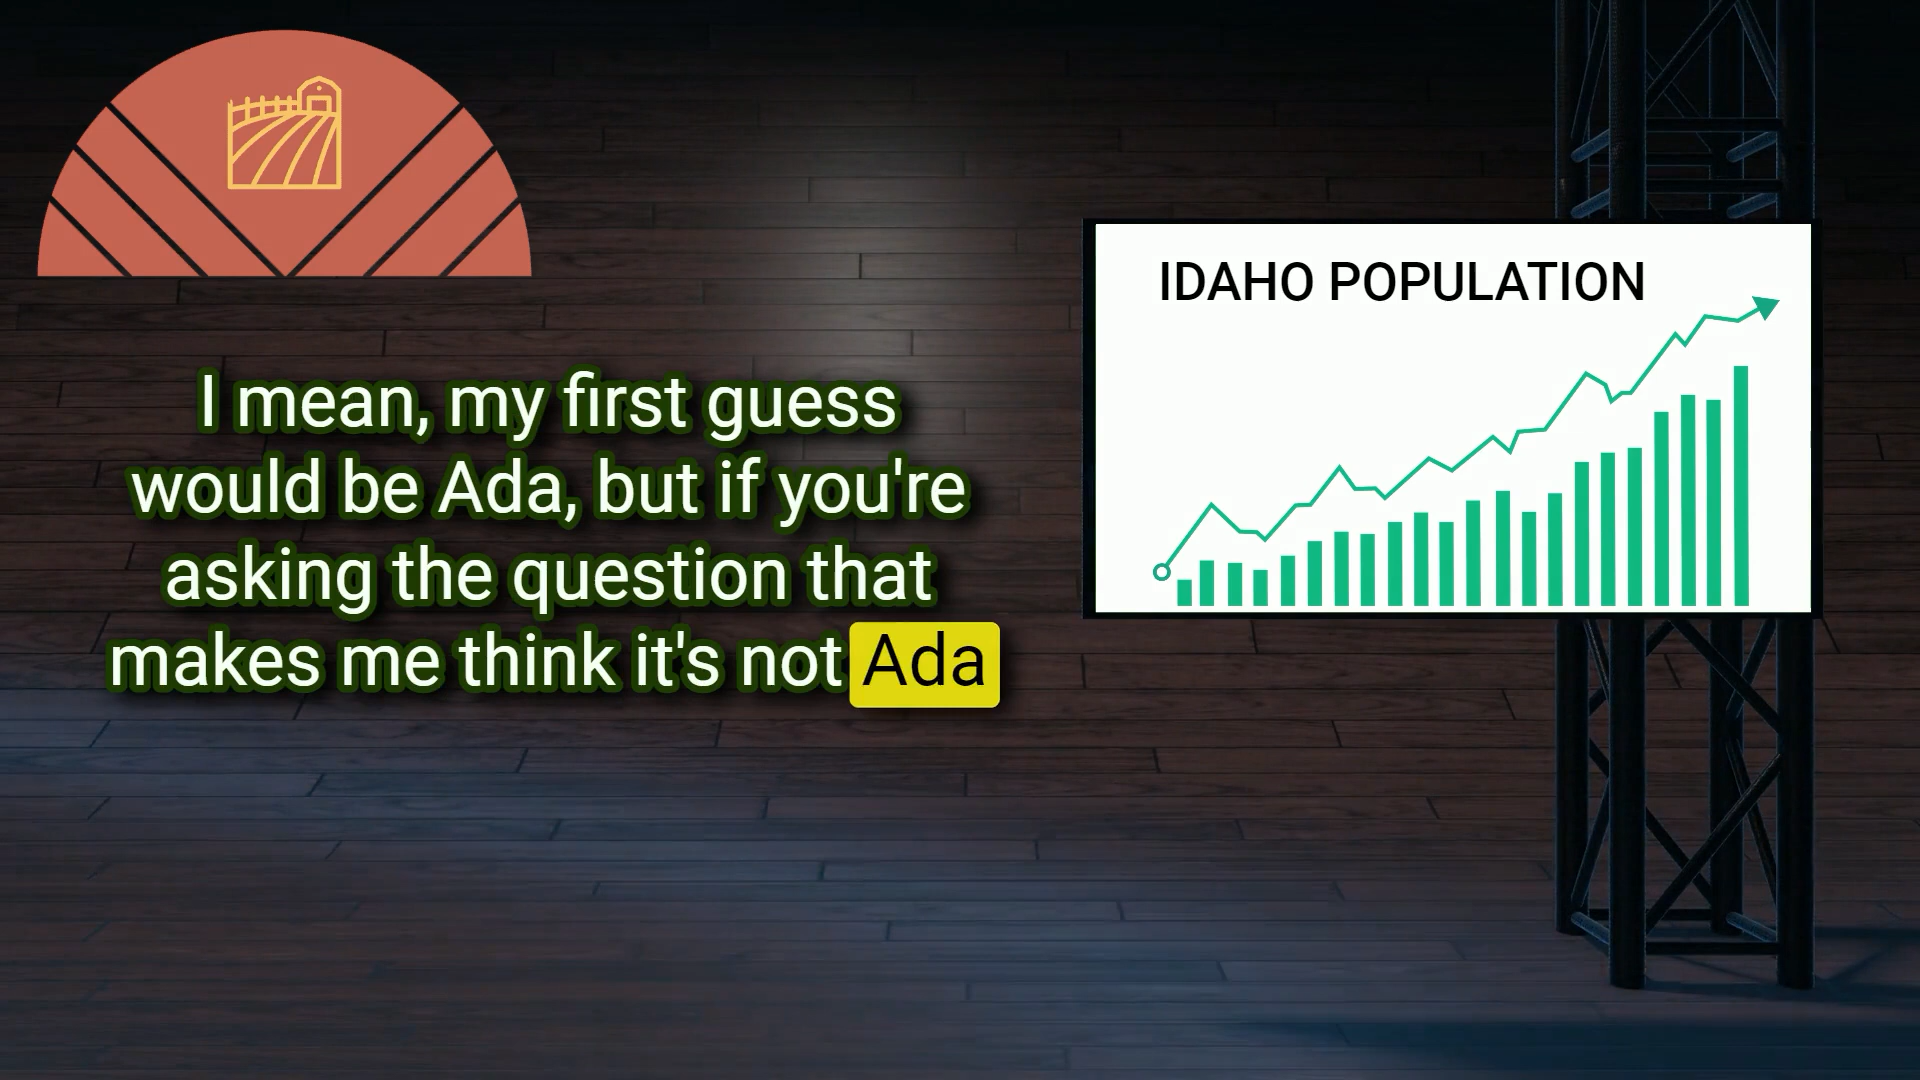 IDAHO POPULATION
I mean, my first guess
would be Ada, but if you're
asking the question that
makes me think it's not Ada